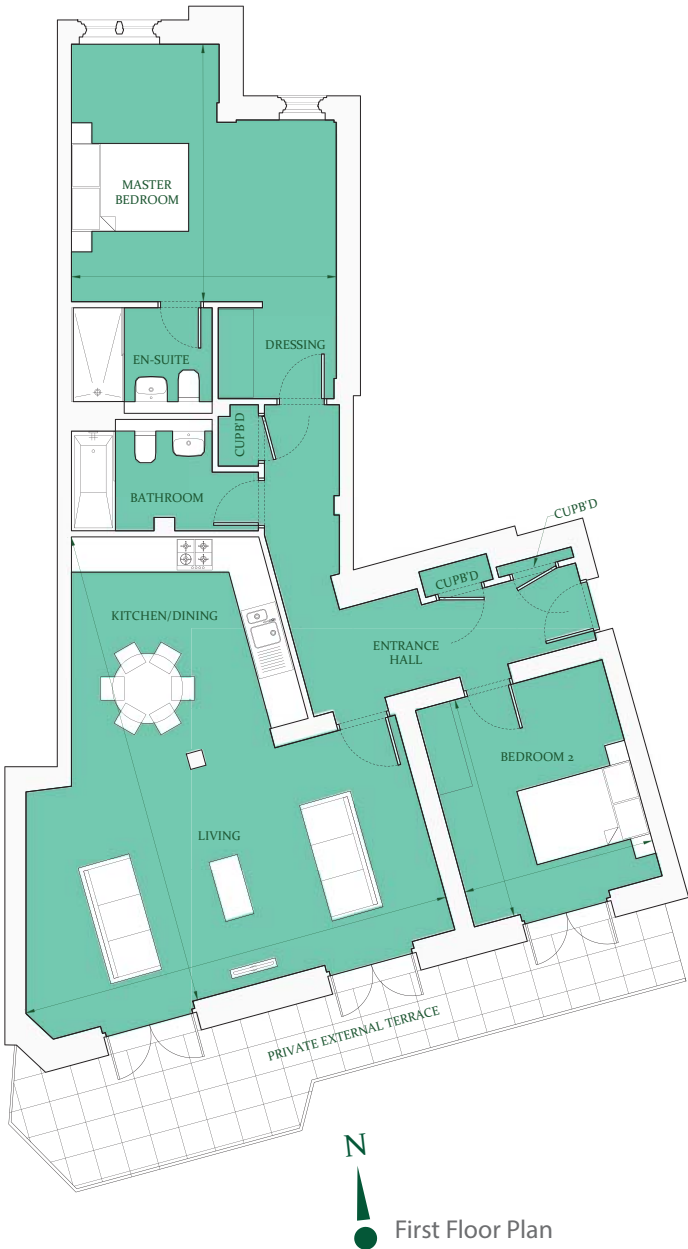 MASTER
BEDROOM
DRESSING
EN-SUITE
CUPB'D
BATHROOM
CUPB'D
CUPB'D
KITCHEN/DINING
ENTRANCE
HALL
BEDROOM 2
LIVING
PRIVATE EXTERNAL TERRACE
N
First Floor Plan